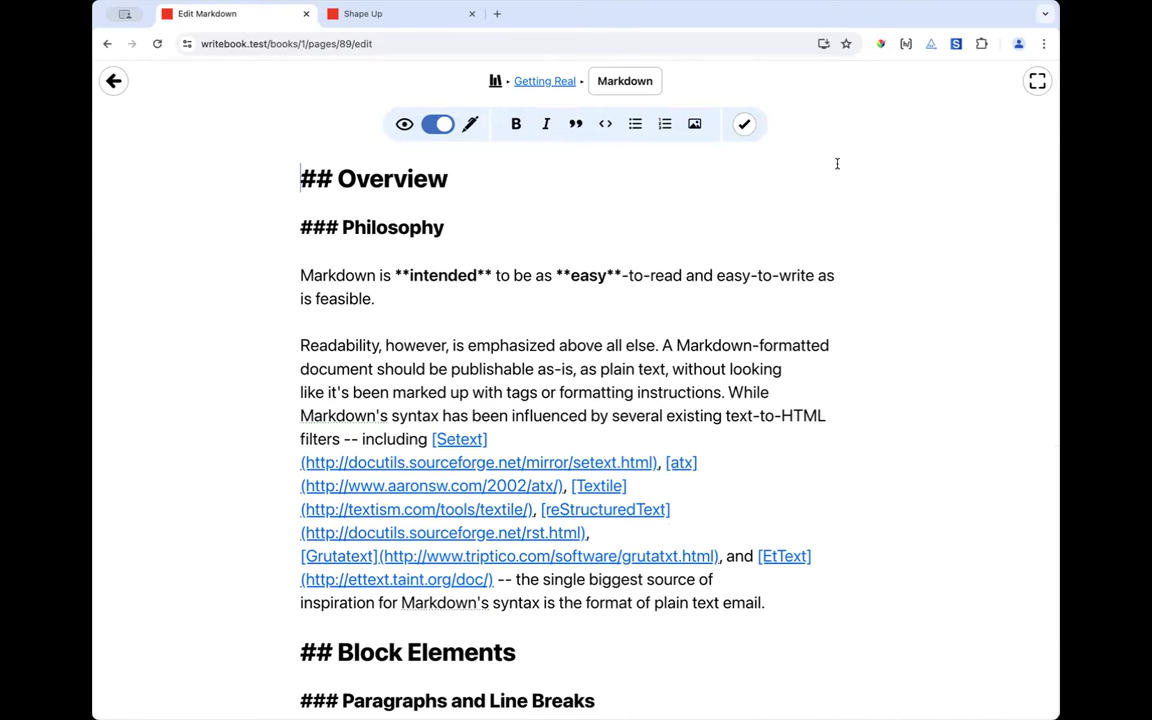 Edit Markdown
Shape Up
writebook.test/books/1/pages/89/edit
Getting Real • Markdown
B I
## Overview
### Philosophy
Markdown is **intended** to be as **easy**-to-read and easy-to-write as
is feasible.
Readability, however, is emphasized above all else. A Markdown-formatted
document should be publishable as-is, as plain text, without looking
like it's been marked up with tags or formatting instructions. While
Markdown's syntax has been influenced by several existing text-to-HTML
filters -- including [Setext]
(http://docutils.sourceforge.net/mirror/setext.html), [atx]
(http://www.aaronsw.com/2002/atx/), [Textile]
(http://textism.com/tools/textile/), [reStructuredText]
(http://docutils.sourceforge.net/rst.html),
[Grutatext](http://www.triptico.com/software/grutatxt.html), and [EtText]
(http://ettext.taint.org/doc/) -- the single biggest source of
inspiration for Markdown's syntax is the format of plain text email.
## Block Elements
### Paragraphs and Line Breaks